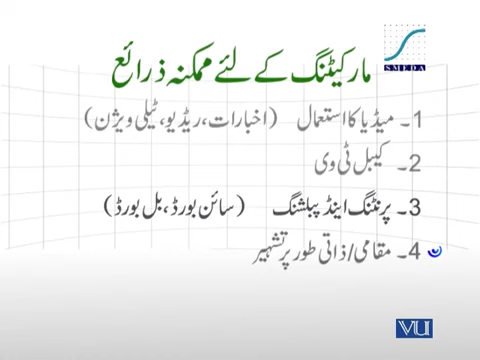 مارکیٹنگ کے لئے ممکنہ ذرائع
SMEDA
1۔ میڈیا کا استعمال (اخبارات، ریڈیو، ٹیلی ویژن)
2۔ کیبل ٹی وی
3۔ پرنٹنگ اینڈ پبلشنگ (سائن بورڈ، بل بورڈ)
4۔ مقامی/ذاتی طور پر تشہیر
VU